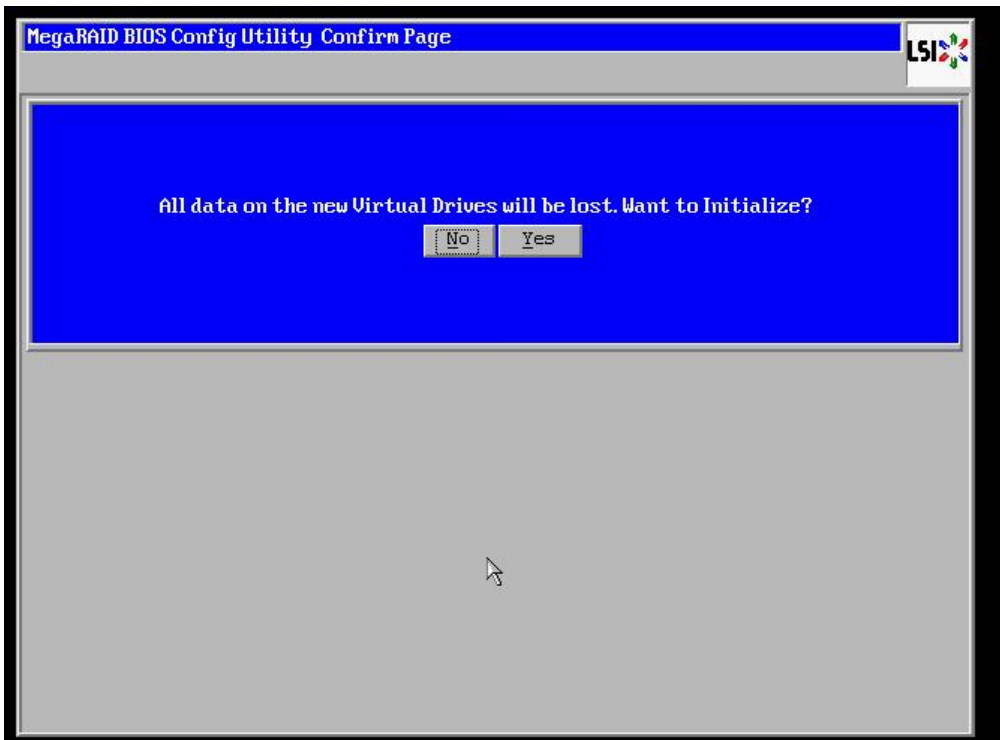 MegaRAID BIOS Config Utility Confirm Page
LSI
All data on the new Virtual Drives will be lost. Want to Initialize?
No
Yes